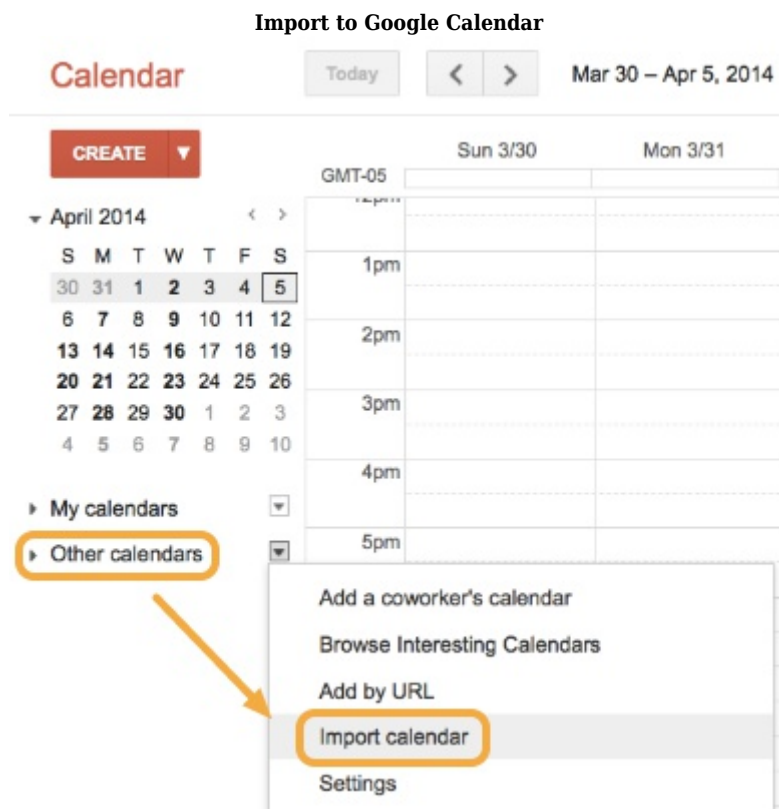 Import to Google Calendar
Calendar
Today
Mar 30 – Apr 5, 2014
CREATE
Sun 3/30
Mon 3/31
GMT-05
April 2014
S M T W T F S
30 31 1 2 3 4 5
6 7 8 9 10 11 12
13 14 15 16 17 18 19
20 21 22 23 24 25 26
27 28 29 30 1 2 3
4 5 6 7 8 9 10
1pm
2pm
3pm
4pm
5pm
My calendars
Other calendars
Add a coworker's calendar
Browse Interesting Calendars
Add by URL
Import calendar
Settings